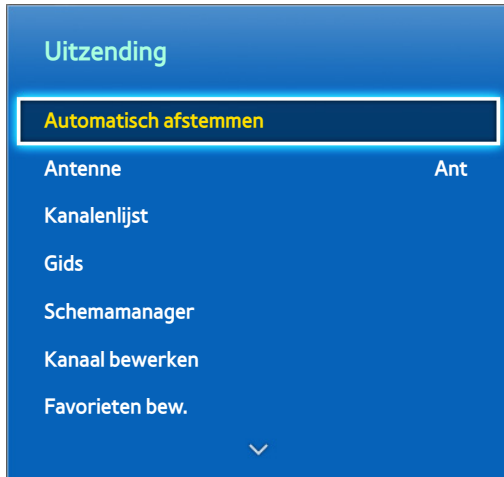 Uitzending
Automatisch afstemmen
Antenne Ant
Kanalenlijst
Gids
Schemamanager
Kanaal bewerken
Favorieten bew.